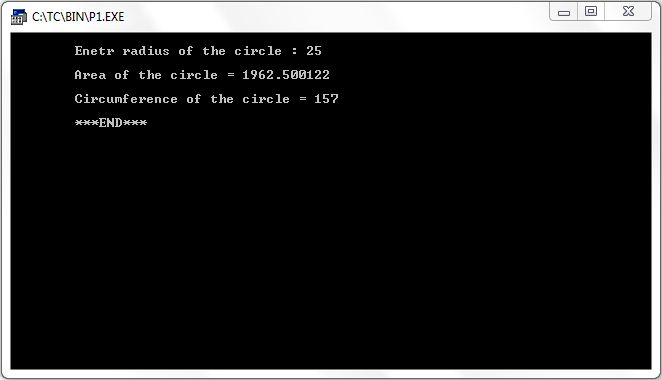 C:\TC\BIN\P1.EXE
Enetr radius of the circle : 25
Area of the circle = 1962.500122
Circumference of the circle = 157
***END***